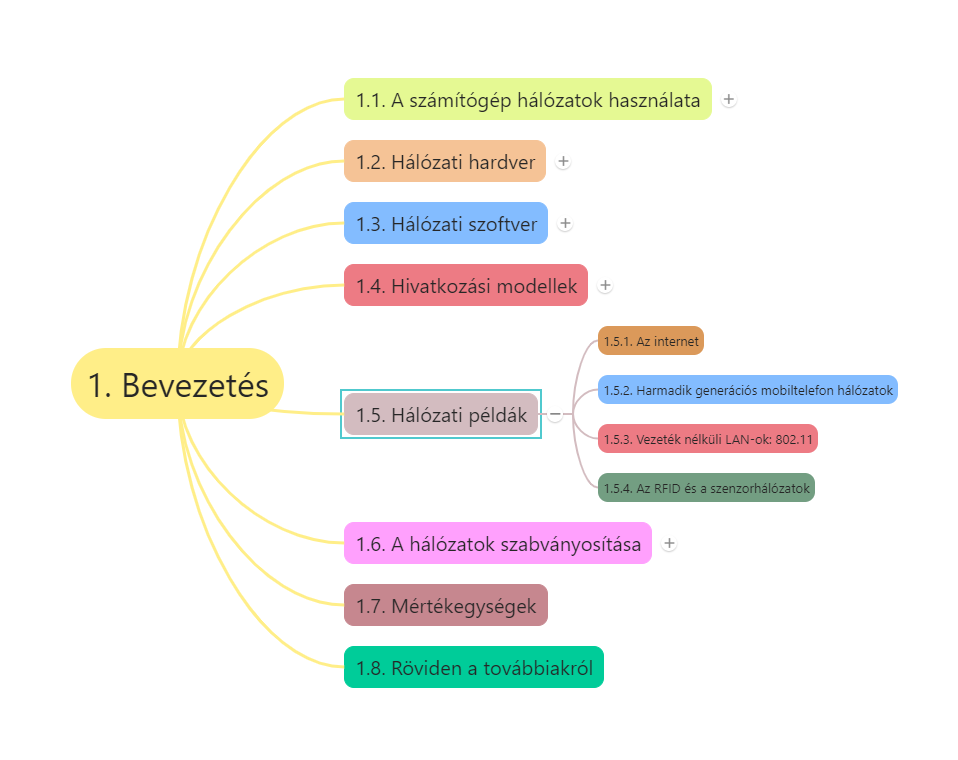 1. Bevezetés
1.1. A számítógép hálózatok használata
1.2. Hálózati hardver
1.3. Hálózati szoftver
1.4. Hivatkozási modellek
1.5. Hálózati példák
1.5.1. Az internet
1.5.2. Harmadik generációs mobiltelefon hálózatok
1.5.3. Vezeték nélküli LAN-ok: 802.11
1.5.4. Az RFID és a szenzorhálózatok
1.6. A hálózatok szabványosítása
1.7. Mértékegységek
1.8. Röviden a továbbiakról